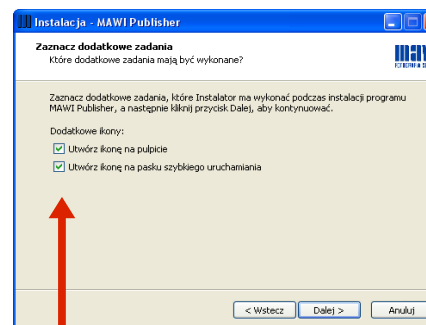 Instalacja - MAWI Publisher
Zaznacz dodatkowe zadania
Które dodatkowe zadania mają być wykonane?
Zaznacz dodatkowe zadania, które Instalator ma wykonać podczas instalacji programu
MAWI Publisher, a następnie kliknij przycisk Dalej, aby kontynuować.
Dodatkowe ikony:
Utwórz ikonę na pulpicie
Utwórz ikonę na pasku szybkiego uruchamiania
< Wstecz
Dalej >
Anuluj